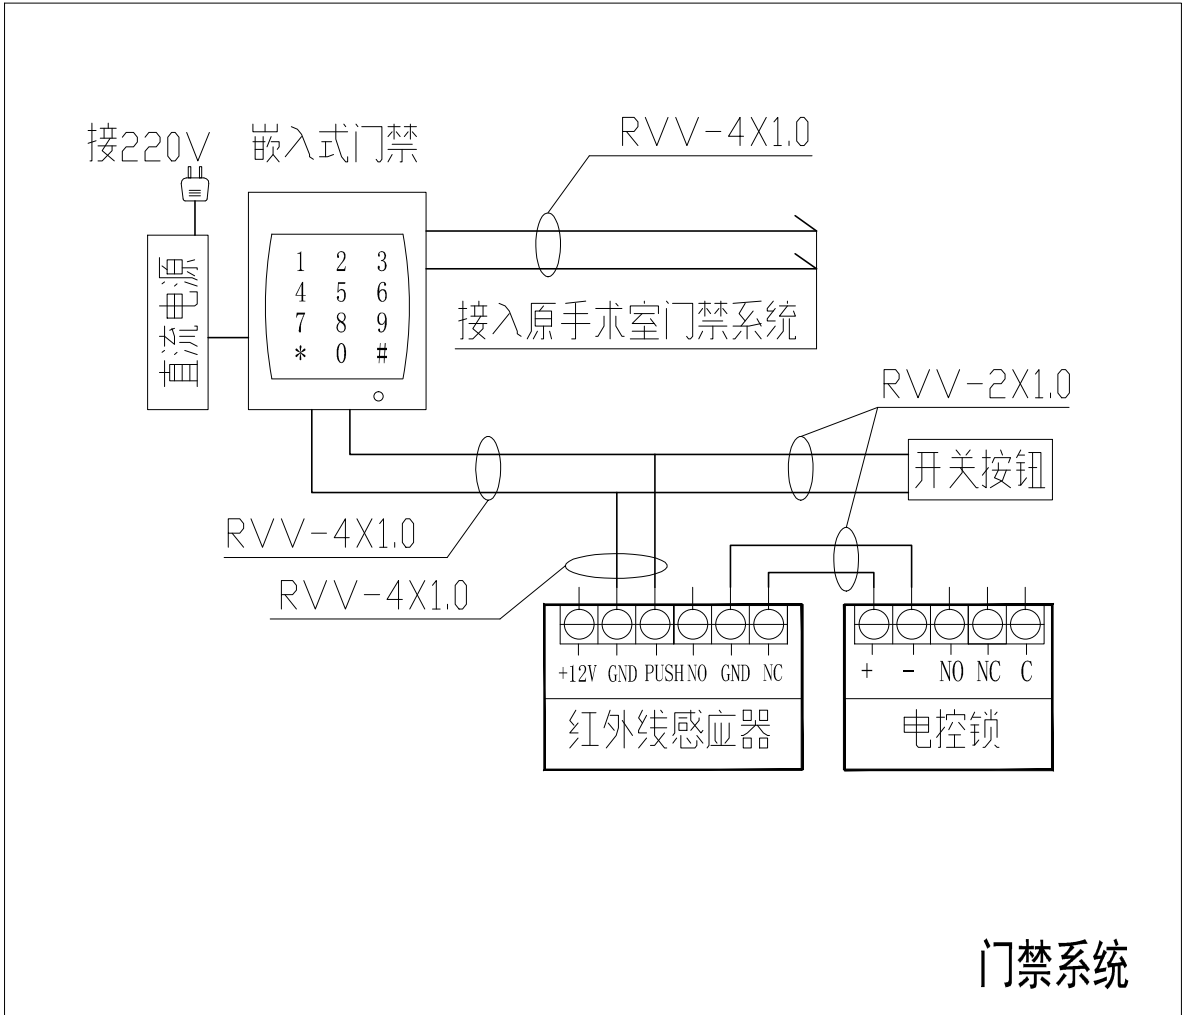 接220V
嵌入式门禁
RVV-4X1.0
直流电源
1 2 3
4 5 6
7 8 9
* 0 #
接入原手术室门禁系统
RVV-2X1.0
开关按钮
RVV-4X1.0
RVV-4X1.0
+12V GND PUSH NO GND NC
红外线感应器
+ - NO NC C
电控锁
门禁系统